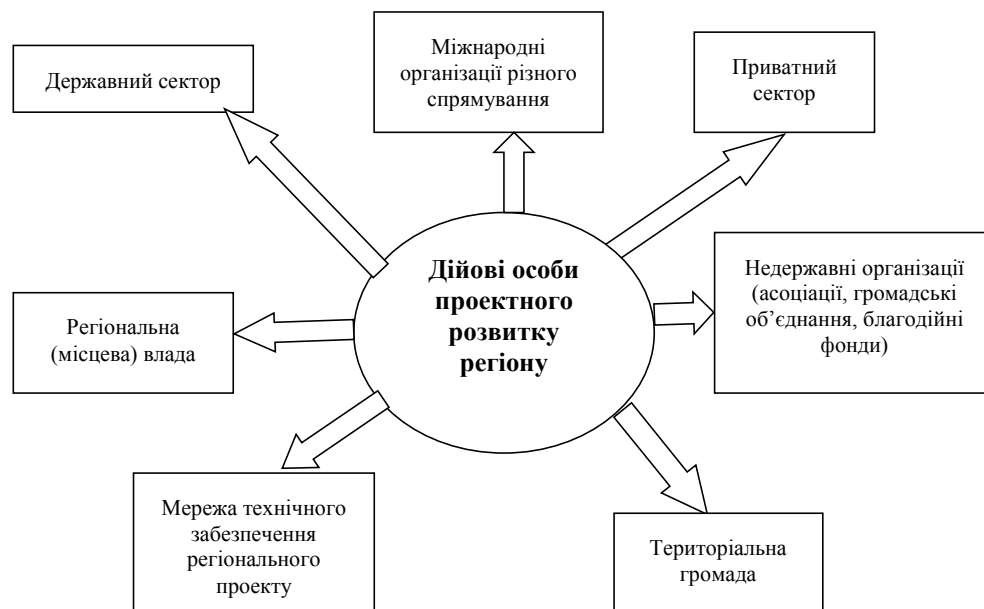 Державний сектор
Міжнародні
організації різного
спрямування
Приватний
сектор
Дійові особи
проектного
розвитку
регіону
Недержавні організації
(асоціації, громадські
об’єднання, благодійні
фонди)
Регіональна
(місцева) влада
Мережа технічного
забезпечення
регіонального
проекту
Територіальна
громада